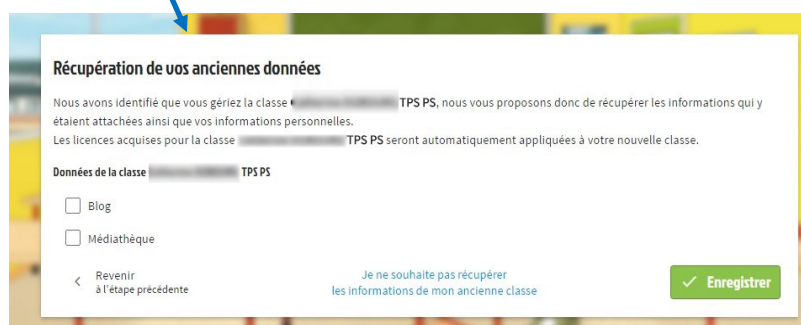 Récupération de vos anciennes données
Nous avons identifié que vous gériez la classe TPS PS, nous vous proposons donc de récupérer les informations qui y
étaient attachées ainsi que vos informations personnelles.
Les licences acquises pour la classe TPS PS seront automatiquement appliquées à votre nouvelle classe.
Données de la classe TPS PS
Blog
Médiathèque
Revenir
à l'étape précédente
Je ne souhaite pas récupérer
les informations de mon ancienne classe
Enregistrer